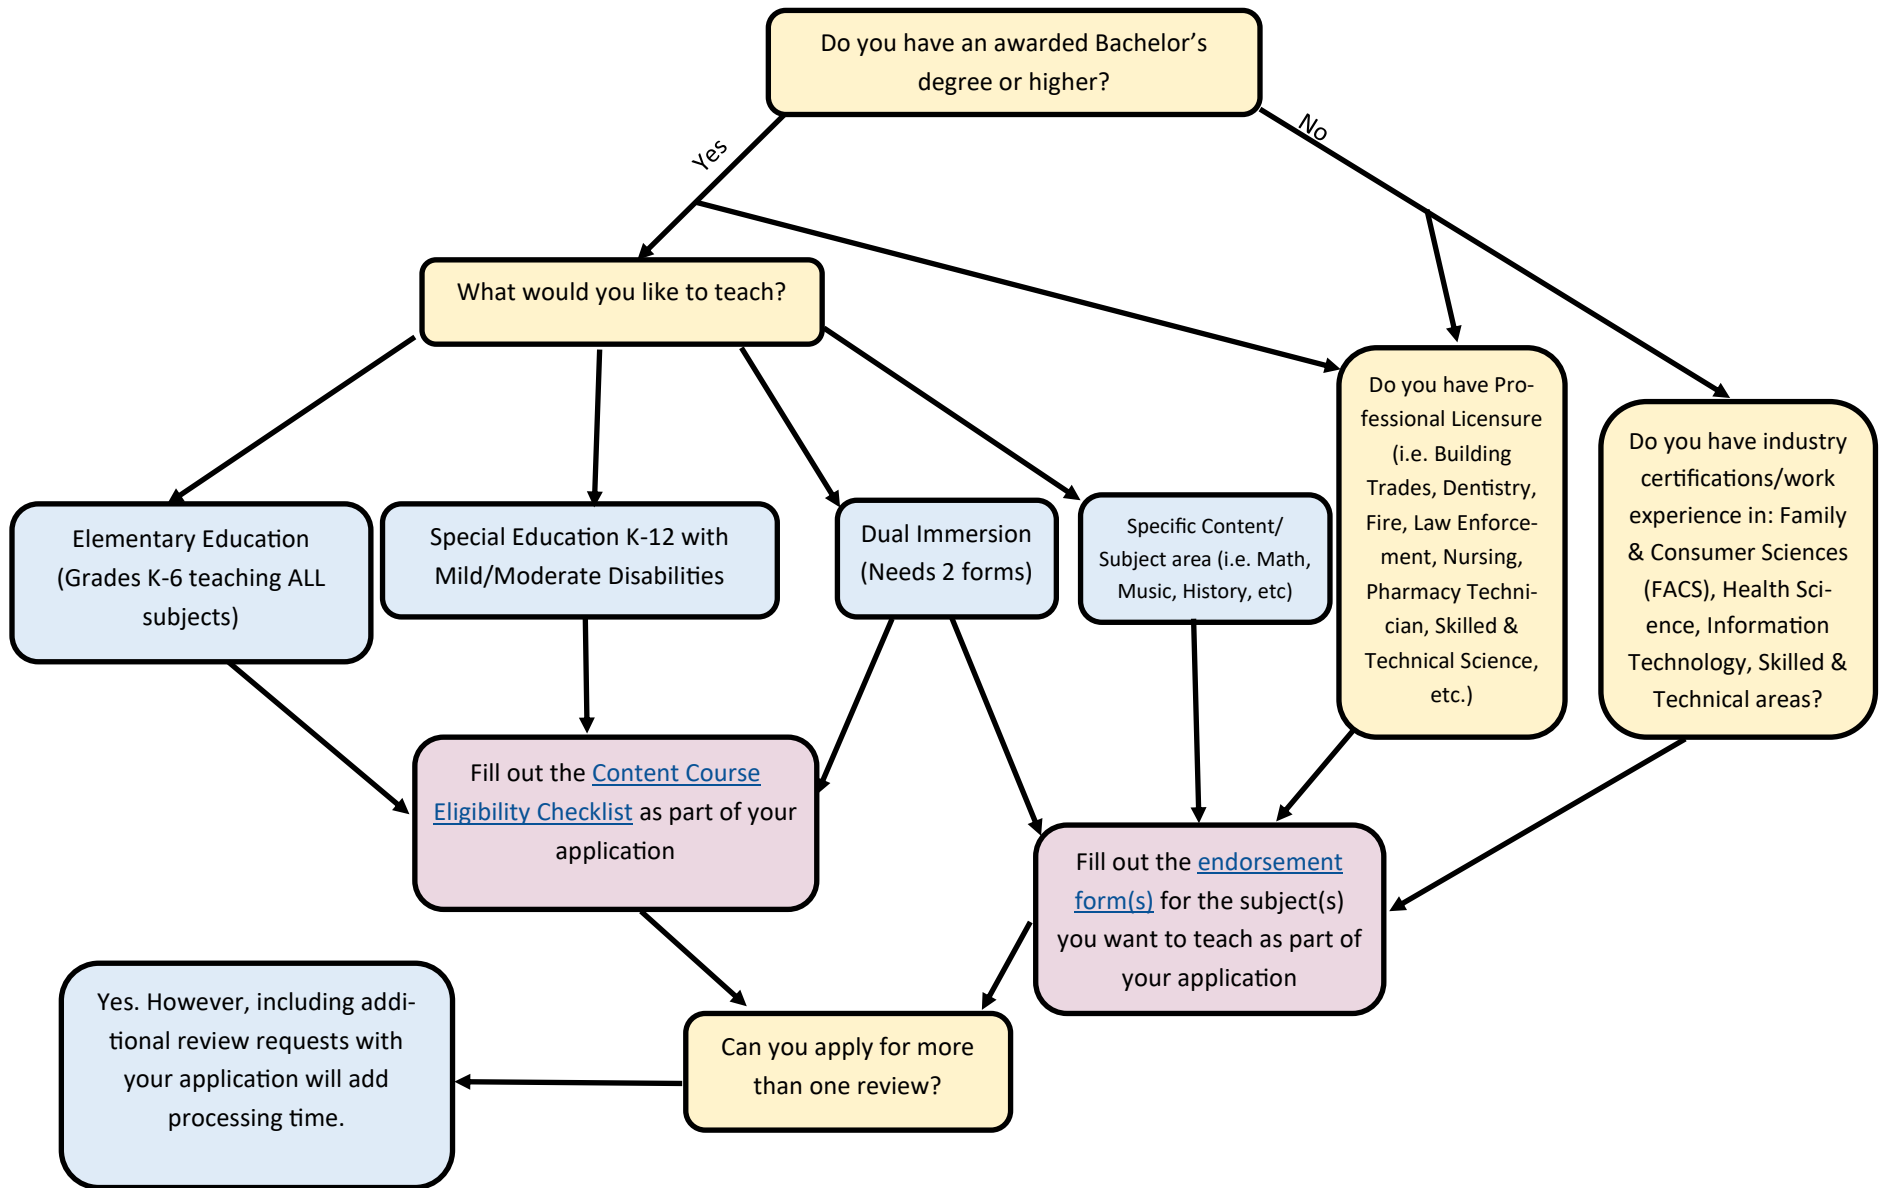 Do you have an awarded Bachelor’s
degree or higher?
Yes
No
What would you like to teach?
Elementary Education
(Grades K-6 teaching ALL
subjects)
Special Education K-12 with
Mild/Moderate Disabilities
Dual Immersion
(Needs 2 forms)
Specific Content/
Subject area (i.e. Math,
Music, History, etc)
Do you have Pro-
fessional Licensure
(i.e. Building
Trades, Dentistry,
Fire, Law Enforce-
ment, Nursing,
Pharmacy Techni-
cian, Skilled &
Technical Science,
etc.)
Do you have industry
certifications/work
experience in: Family
& Consumer Sciences
(FACS), Health Sci-
ence, Information
Technology, Skilled &
Technical areas?
Fill out the Content Course
Eligibility Checklist as part of your
application
Fill out the endorsement
form(s) for the subject(s)
you want to teach as part of
your application
Can you apply for more
than one review?
Yes. However, including addi-
tional review requests with
your application will add
processing time.